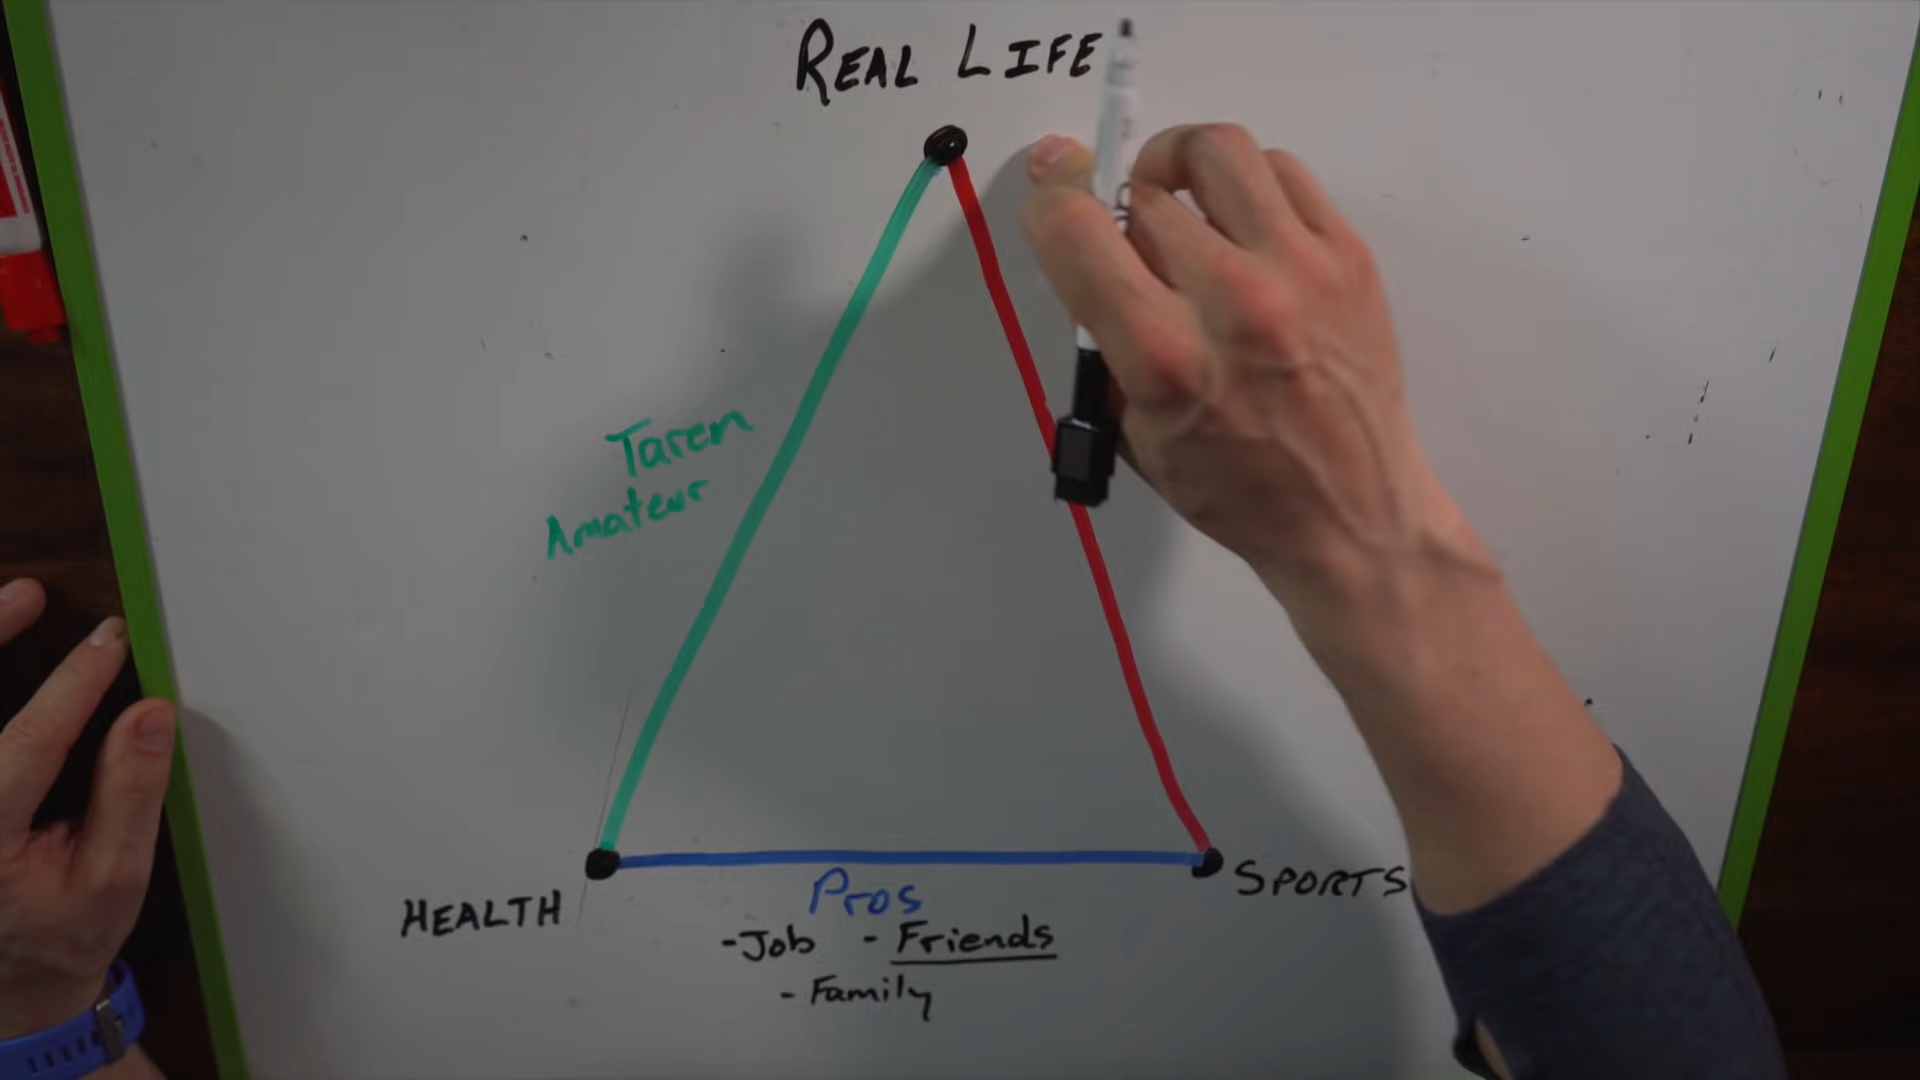 REAL LIFE
Taren
Amateur
HEALTH
SPORTS
Pros
-Job - Friends
- Family